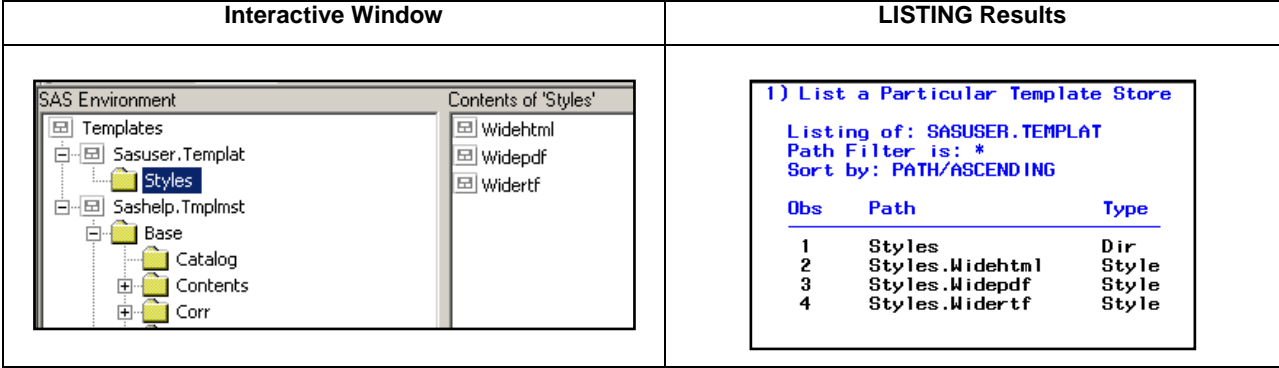 Interactive Window
LISTING Results
SAS Environment
Contents of 'Styles'
Templates
Sasuser.Templat
Styles
Sashelp.Tmplmst
Base
Catalog
Contents
Corr
Widehtml
Widepdf
Widertf
1) List a Particular Template Store
Listing of: SASUSER.TEMPLAT
Path Filter is: *
Sort by: PATH/ASCENDING
Obs Path Type
1 Styles Dir
2 Styles.Widehtml Style
3 Styles.Widepdf Style
4 Styles.Widertf Style